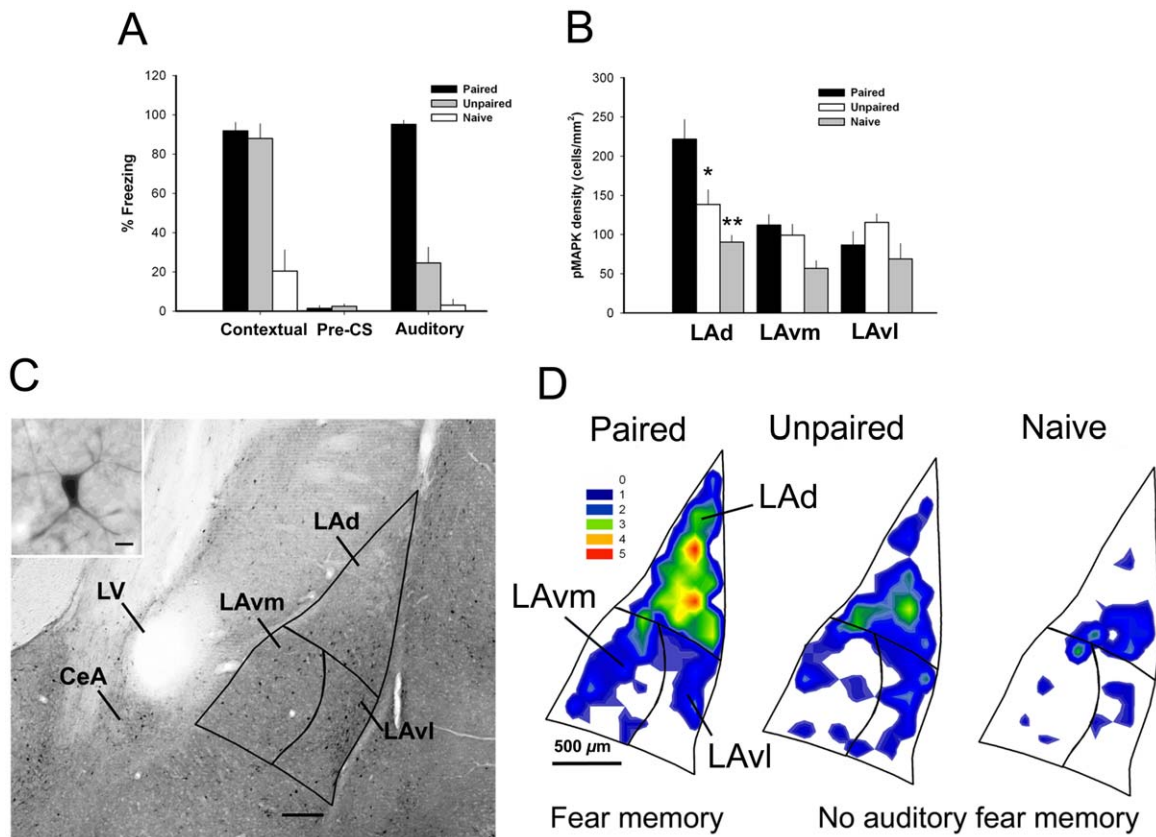 A
120
100
80
60
40
20
0
% Freezing
Paired
Unpaired
Naive
Contextual Pre-CS Auditory
B
300
250
200
150
100
50
0
pMAPK density (cells/mm²)
Paired
Unpaired
Naive
*
**
LAd LAvm LAvl
C
LAd
LV
LAvm
CeA
LAvl
D
Paired Unpaired Naive
0
1
2
3
4
5
LAd
LAvm
LAvl
500 µm
Fear memory No auditory fear memory